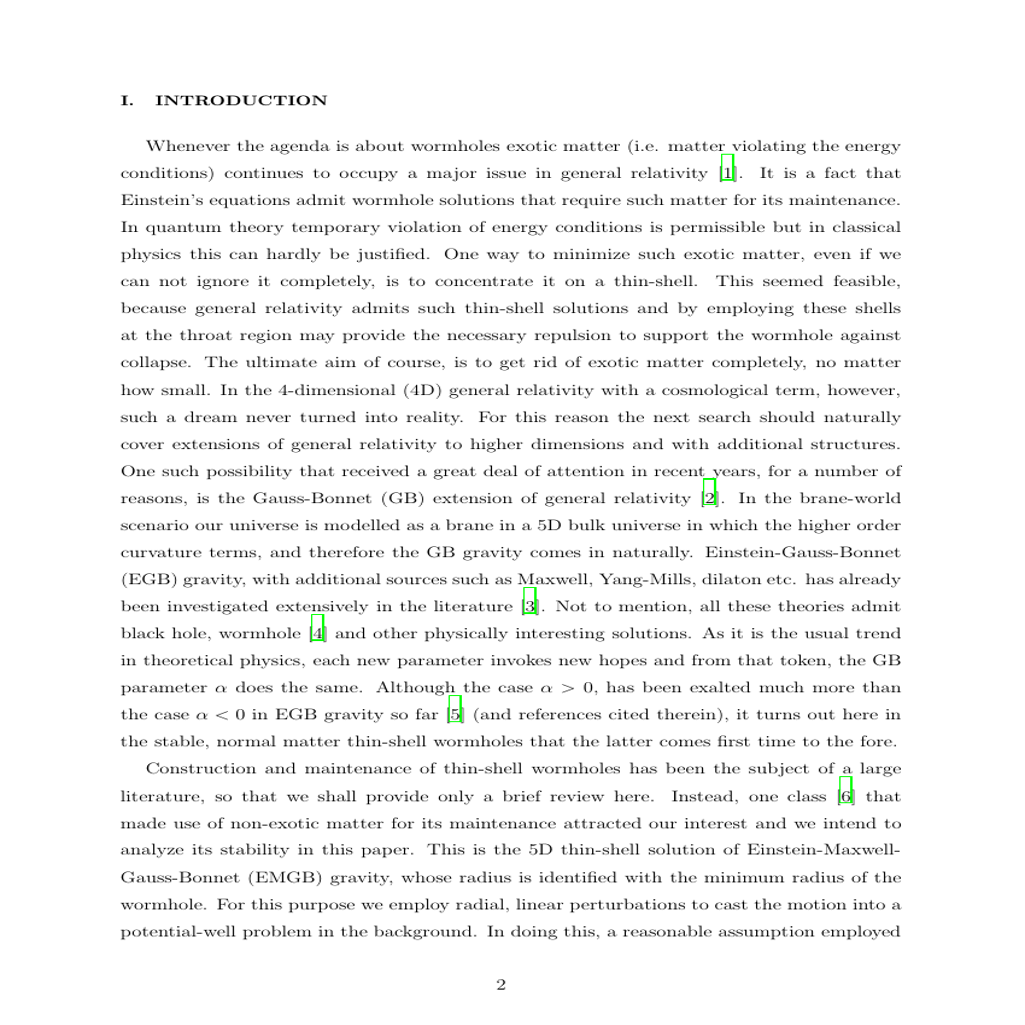 I. INTRODUCTION
Whenever the agenda is about wormholes exotic matter (i.e. matter violating the energy
conditions) continues to occupy a major issue in general relativity [1]. It is a fact that
Einstein's equations admit wormhole solutions that require such matter for its maintenance.
In quantum theory temporary violation of energy conditions is permissible but in classical
physics this can hardly be justified. One way to minimize such exotic matter, even if we
can not ignore it completely, is to concentrate it on a thin-shell. This seemed feasible,
because general relativity admits such thin-shell solutions and by employing these shells
at the throat region may provide the necessary repulsion to support the wormhole against
collapse. The ultimate aim of course, is to get rid of exotic matter completely, no matter
how small. In the 4-dimensional (4D) general relativity with a cosmological term, however,
such a dream never turned into reality. For this reason the next search should naturally
cover extensions of general relativity to higher dimensions and with additional structures.
One such possibility that received a great deal of attention in recent years, for a number of
reasons, is the Gauss-Bonnet (GB) extension of general relativity [2]. In the brane-world
scenario our universe is modelled as a brane in a 5D bulk universe in which the higher order
curvature terms, and therefore the GB gravity comes in naturally. Einstein-Gauss-Bonnet
(EGB) gravity, with additional sources such as Maxwell, Yang-Mills, dilaton etc. has already
been investigated extensively in the literature [3]. Not to mention, all these theories admit
black hole, wormhole [4] and other physically interesting solutions. As it is the usual trend
in theoretical physics, each new parameter invokes new hopes and from that token, the GB
parameter α does the same. Although the case α > 0, has been exalted much more than
the case α < 0 in EGB gravity so far [5] (and references cited therein), it turns out here in
the stable, normal matter thin-shell wormholes that the latter comes first time to the fore.
Construction and maintenance of thin-shell wormholes has been the subject of a large
literature, so that we shall provide only a brief review here. Instead, one class [6] that
made use of non-exotic matter for its maintenance attracted our interest and we intend to
analyze its stability in this paper. This is the 5D thin-shell solution of Einstein-Maxwell-
Gauss-Bonnet (EMGB) gravity, whose radius is identified with the minimum radius of the
wormhole. For this purpose we employ radial, linear perturbations to cast the motion into a
potential-well problem in the background. In doing this, a reasonable assumption employed
2